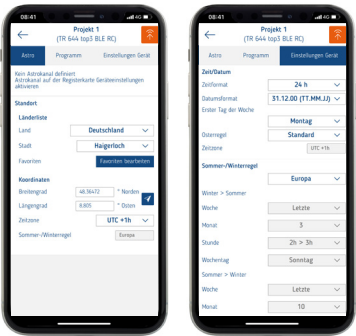 08:41
4G
Projekt 1
(TR 644 top3 BLE RC)
Astro
Programm
Einstellungen Gerät
Kein Astrokanal definiert
Astrokanal auf der Registerkarte Geräteeinstellungen
aktivieren
Standort
Länderliste
Land Deutschland
Stadt Haigerloch
Favoriten Favoriten bearbeiten
Koordinaten
Breitengrad 48,36472 ° Norden
Längengrad 8,805 ° Osten
Zeitzone UTC +1h
Sommer-/Winterregel Europa
08:41
4G
Projekt 1
(TR 644 top3 BLE RC)
Astro
Programm
Einstellungen Gerät
Zeit/Datum
Zeitformat 24 h
Datumsformat 31.12.00 (TT.MM.JJ)
Erster Tag der Woche
Montag
Osterregel Standard
Zeitzone UTC +1h
Sommer-/Winterregel
Europa
Winter > Sommer
Woche Letzte
Monat 3
Stunde 2h > 3h
Wochentag Sonntag
Sommer > Winter
Woche Letzte
Monat 10